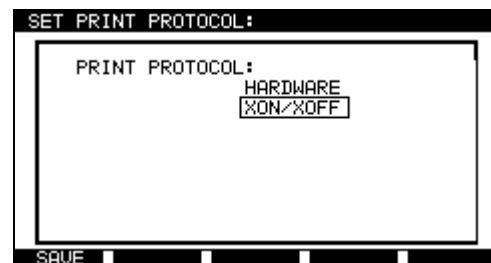 SET PRINT PROTOCOL:
PRINT PROTOCOL:
HARDWARE
XON/XOFF
SAVE